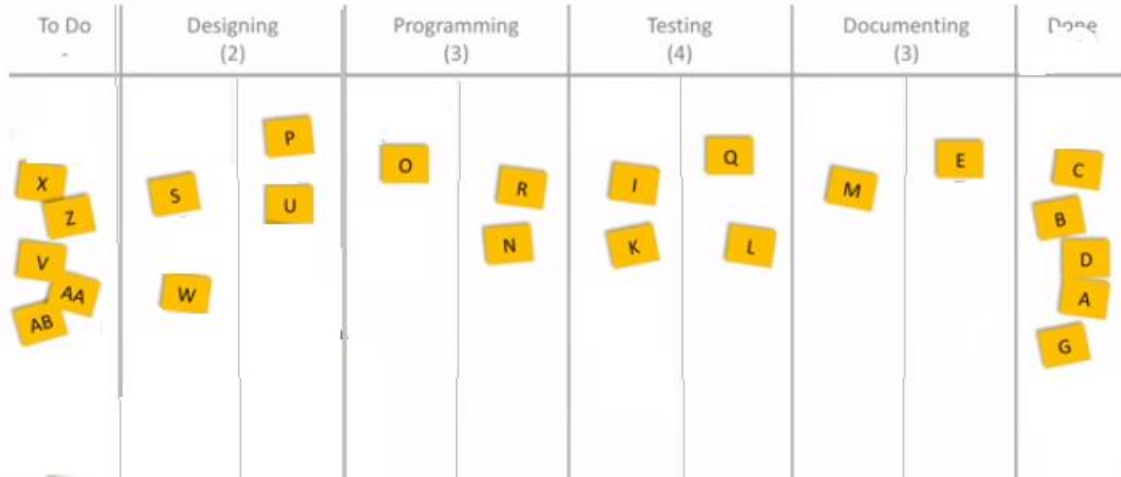 To Do Designing Programming Testing Documenting Done
- (2) (3) (4) (3)
P
Q
E
O
C
X
I
R
M
S
Z
U
B
N
K
L
V
D
AA
W
A
AB
G